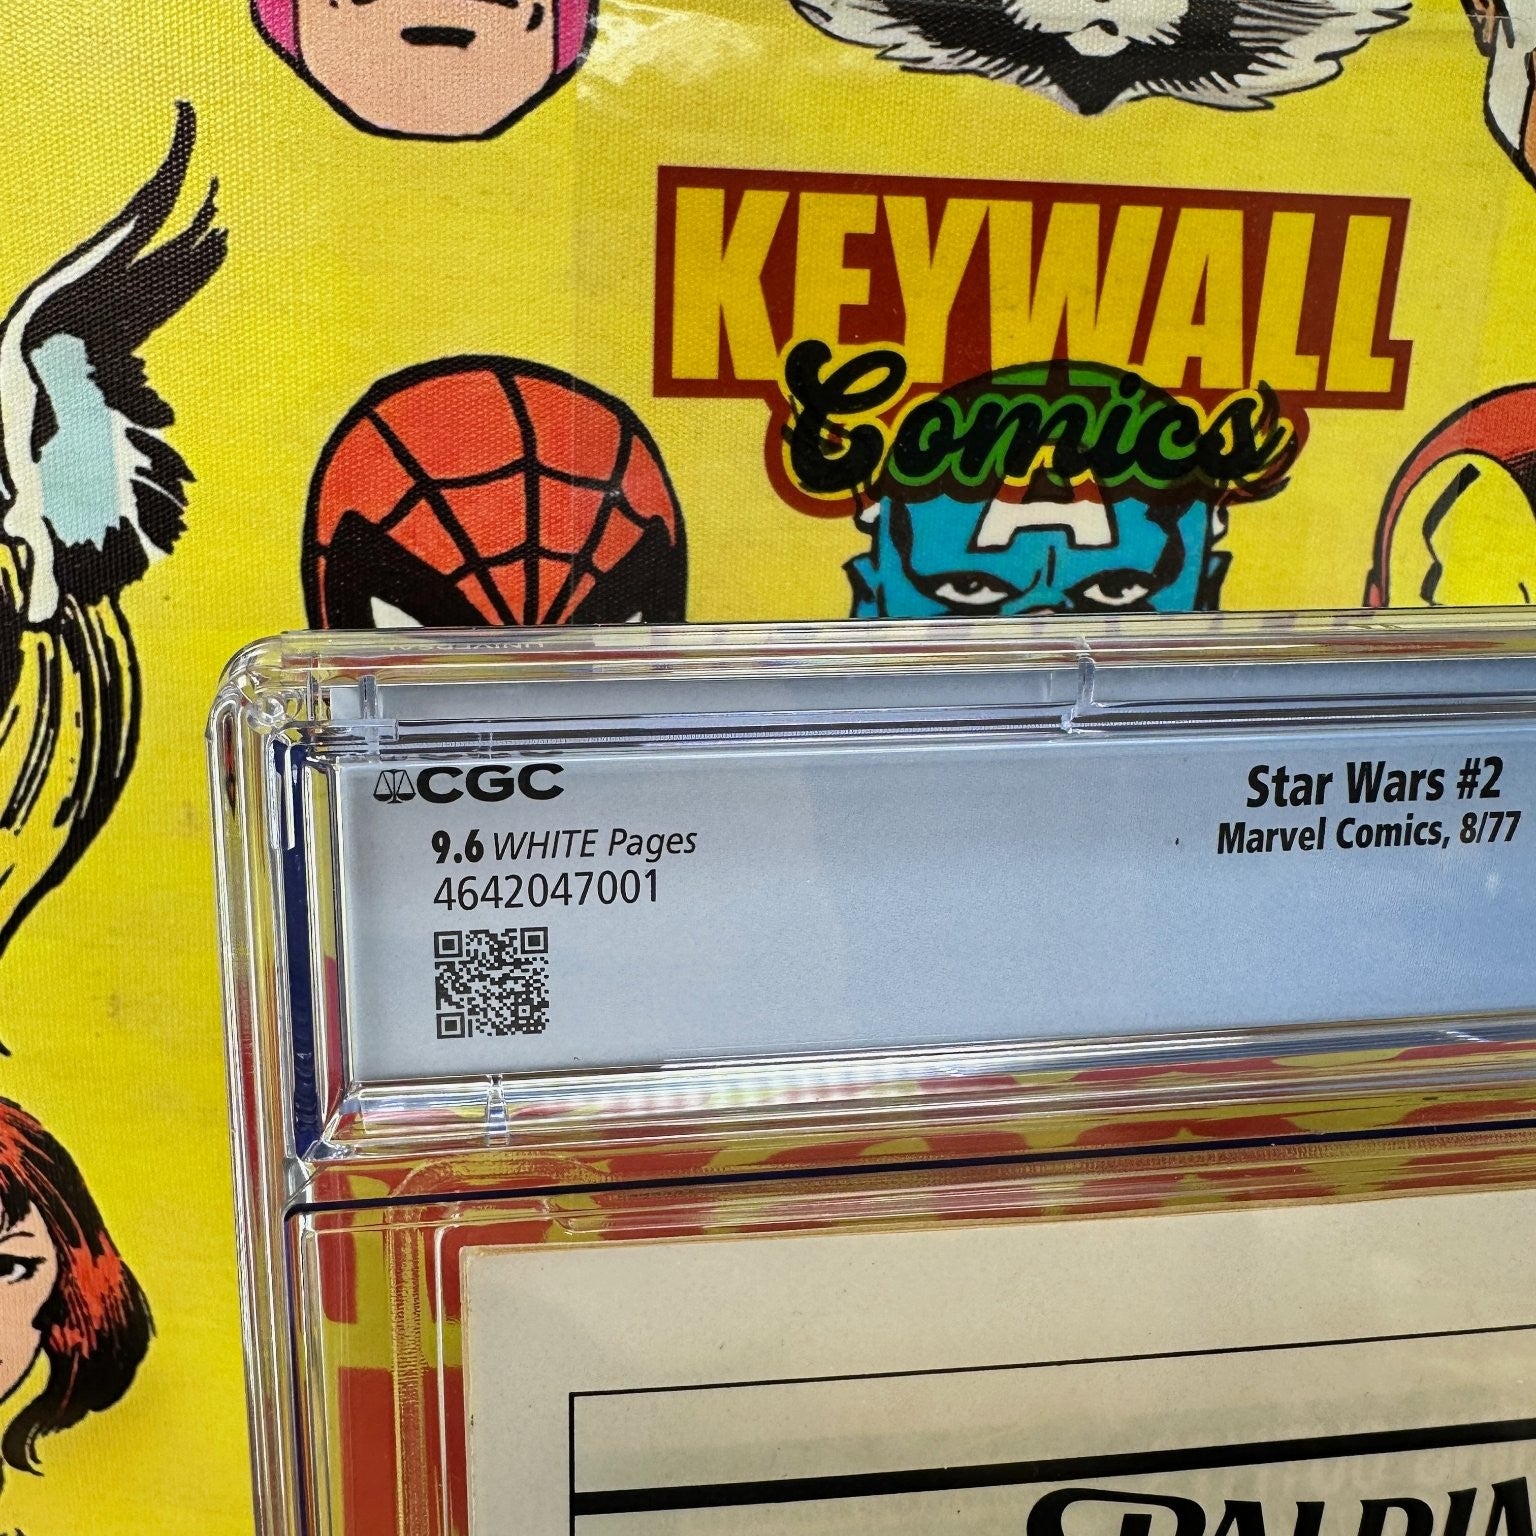 KEYWALL
Comics
A
CGC
9.6 WHITE Pages
4642047001
Star Wars #2
Marvel Comics, 8/77